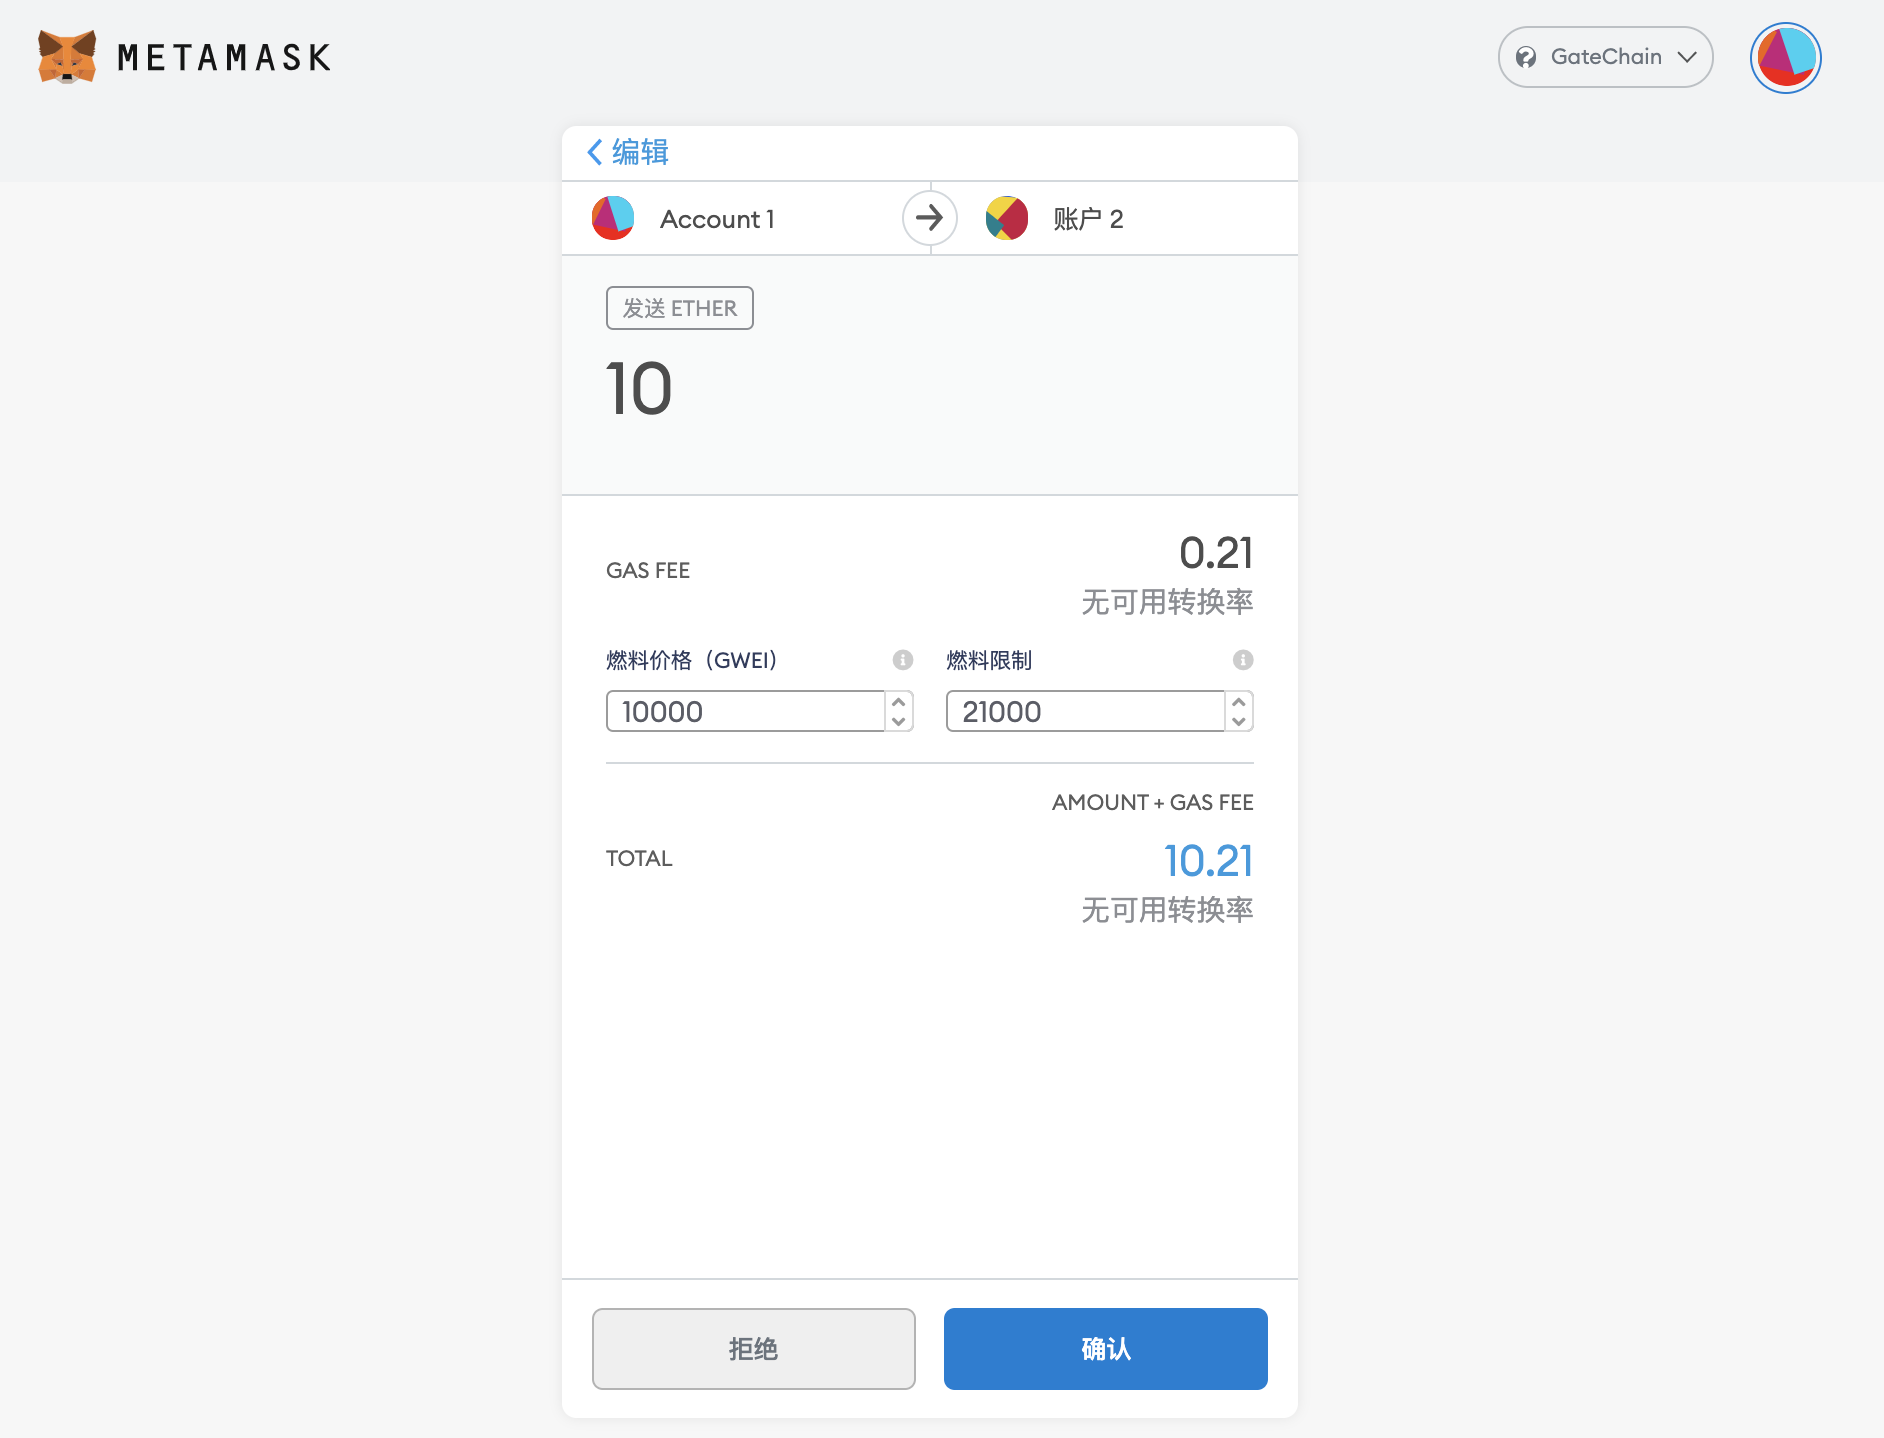 METAMASK
GateChain
编辑
Account 1
账户 2
发送 ETHER
10
GAS FEE
0.21
无可用转换率
燃料价格（GWEI）
燃料限制
10000
21000
AMOUNT + GAS FEE
TOTAL
10.21
无可用转换率
拒绝
确认